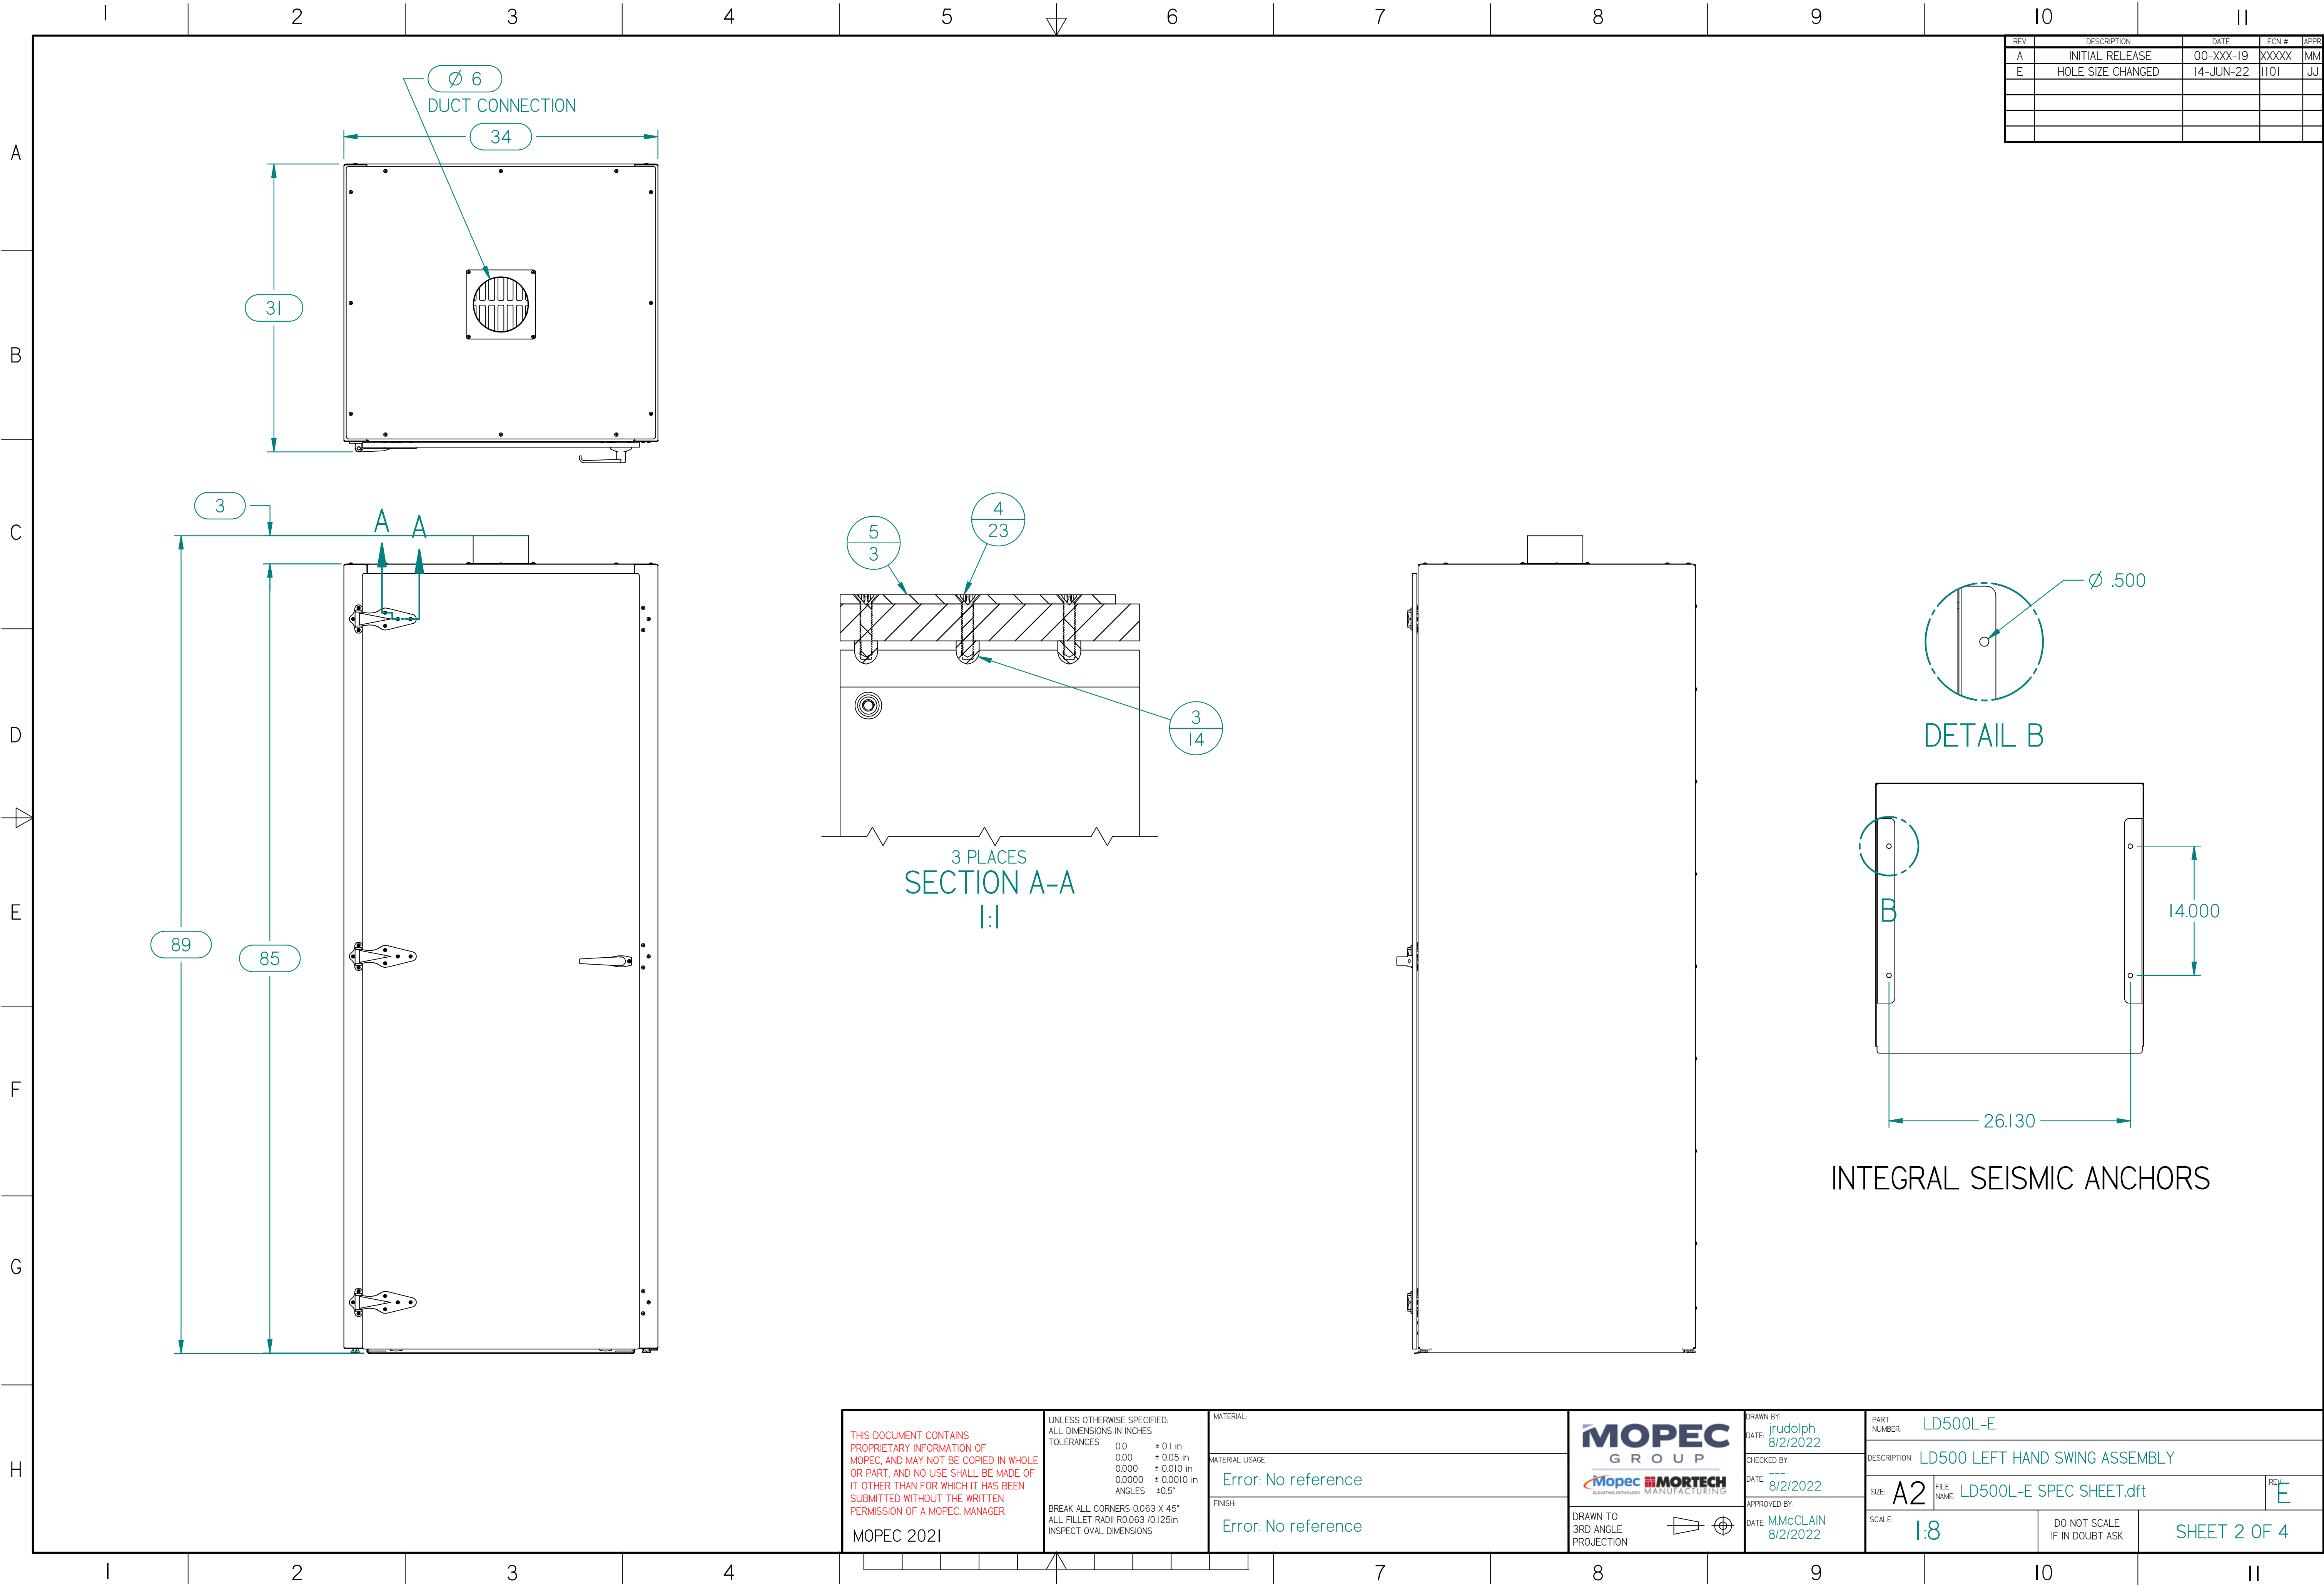 1 2 3 4 5 6 7 8 9 10 11
REV DESCRIPTION DATE ECN # APPR
A INITIAL RELEASE 00-XXX-19 XXXXX MM
E HOLE SIZE CHANGED 14-JUN-22 1101 JJ
A
B
C
D
E
F
G
H
Ø 6
DUCT CONNECTION
34
31
3
A A
89
85
5
3
4
23
3
14
3 PLACES
SECTION A-A
1:1
Ø .500
DETAIL B
B
14.000
26.130
INTEGRAL SEISMIC ANCHORS
THIS DOCUMENT CONTAINS
PROPRIETARY INFORMATION OF
MOPEC, AND MAY NOT BE COPIED IN WHOLE
OR PART, AND NO USE SHALL BE MADE OF
IT OTHER THAN FOR WHICH IT HAS BEEN
SUBMITTED WITHOUT THE WRITTEN
PERMISSION OF A MOPEC. MANAGER
MOPEC 2021
UNLESS OTHERWISE SPECIFIED:
ALL DIMENSIONS IN INCHES
TOLERANCES 0.0 ± 0.1 in
0.00 ± 0.05 in
0.000 ± 0.010 in
0.0000 ± 0.0010 in
ANGLES ±0.5°
BREAK ALL CORNERS 0.063 X 45°
ALL FILLET RADII R0.063 /0.125in
INSPECT OVAL DIMENSIONS
MATERIAL:
MATERIAL USAGE
Error: No reference
FINISH
Error: No reference
MOPEC
GROUP
Mopec MORTECH
ELEVATING PATHOLOGY MANUFACTURING
DRAWN TO
3RD ANGLE
PROJECTION
DRAWN BY:
jrudolph
DATE: 8/2/2022
CHECKED BY:
---
DATE: 8/2/2022
APPROVED BY:
M.McCLAIN
DATE: 8/2/2022
PART NUMBER: LD500L-E
DESCRIPTION: LD500 LEFT HAND SWING ASSEMBLY
SIZE: A2 FILE NAME: LD500L-E SPEC SHEET.dft REV: E
SCALE: 1:8
DO NOT SCALE
IF IN DOUBT ASK
SHEET 2 OF 4
1 2 3 4 7 8 9 10 11